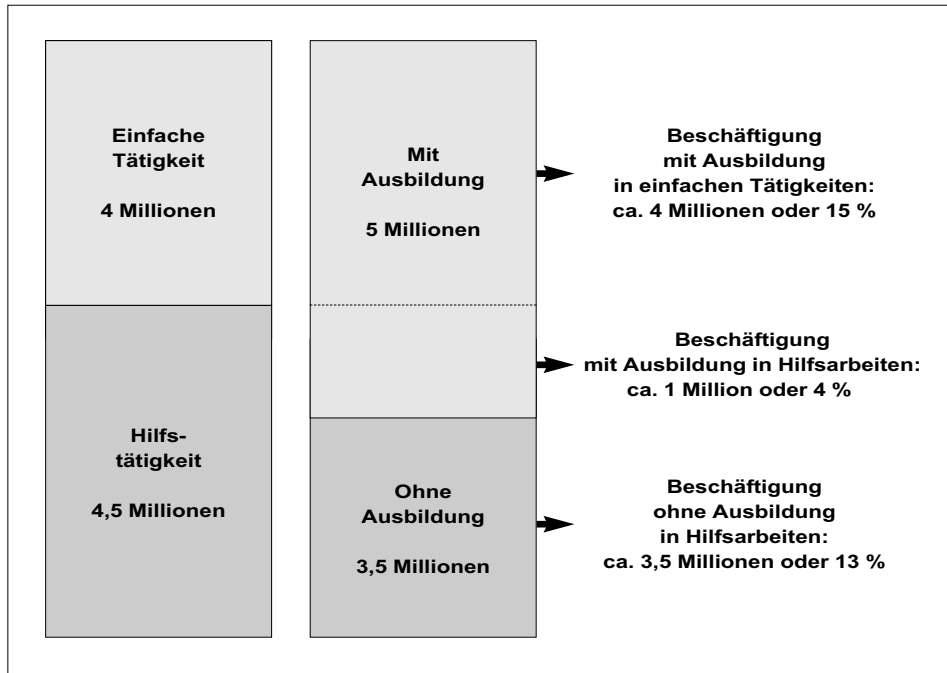 Einfache
Tätigkeit
4 Millionen
Hilfs-
tätigkeit
4,5 Millionen
Mit
Ausbildung
5 Millionen
Ohne
Ausbildung
3,5 Millionen
Beschäftigung
mit Ausbildung
in einfachen Tätigkeiten:
ca. 4 Millionen oder 15 %
Beschäftigung
mit Ausbildung in Hilfsarbeiten:
ca. 1 Million oder 4 %
Beschäftigung
ohne Ausbildung
in Hilfsarbeiten:
ca. 3,5 Millionen oder 13 %